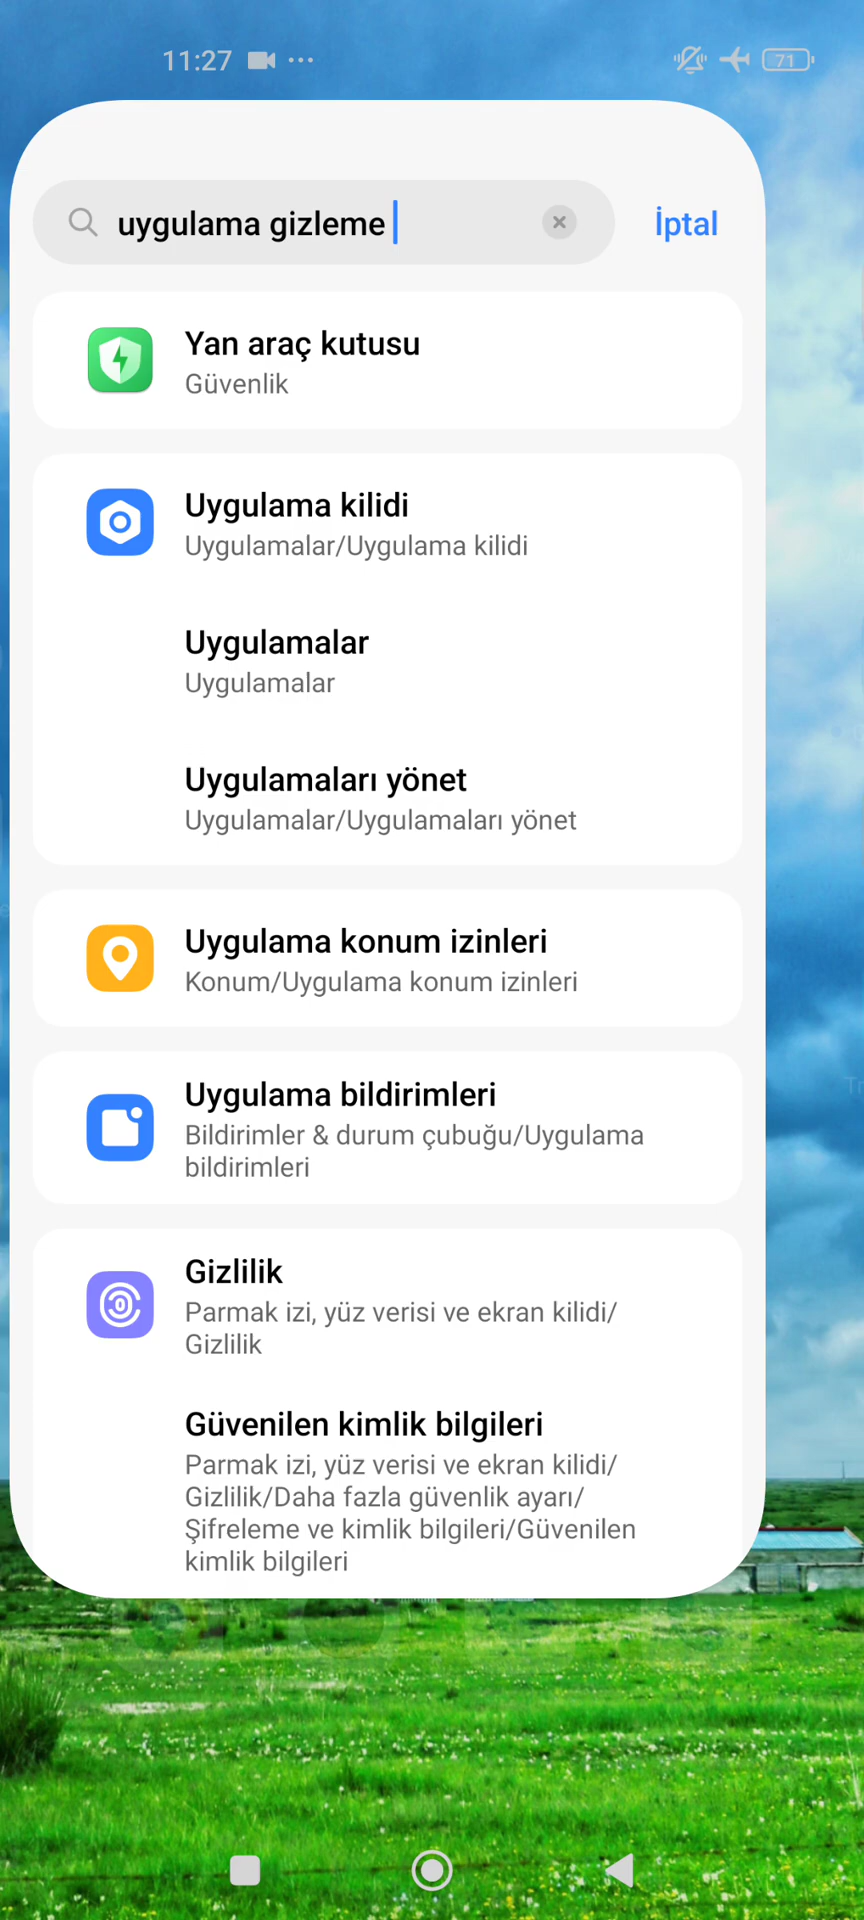 11:27
71
uygulama gizleme
İptal
Yan araç kutusu
Güvenlik
Uygulama kilidi
Uygulamalar/Uygulama kilidi
Uygulamalar
Uygulamalar
Uygulamaları yönet
Uygulamalar/Uygulamaları yönet
Uygulama konum izinleri
Konum/Uygulama konum izinleri
Uygulama bildirimleri
Bildirimler & durum çubuğu/Uygulama
bildirimleri
Gizlilik
Parmak izi, yüz verisi ve ekran kilidi/
Gizlilik
Güvenilen kimlik bilgileri
Parmak izi, yüz verisi ve ekran kilidi/
Gizlilik/Daha fazla güvenlik ayarı/
Şifreleme ve kimlik bilgileri/Güvenilen
kimlik bilgileri